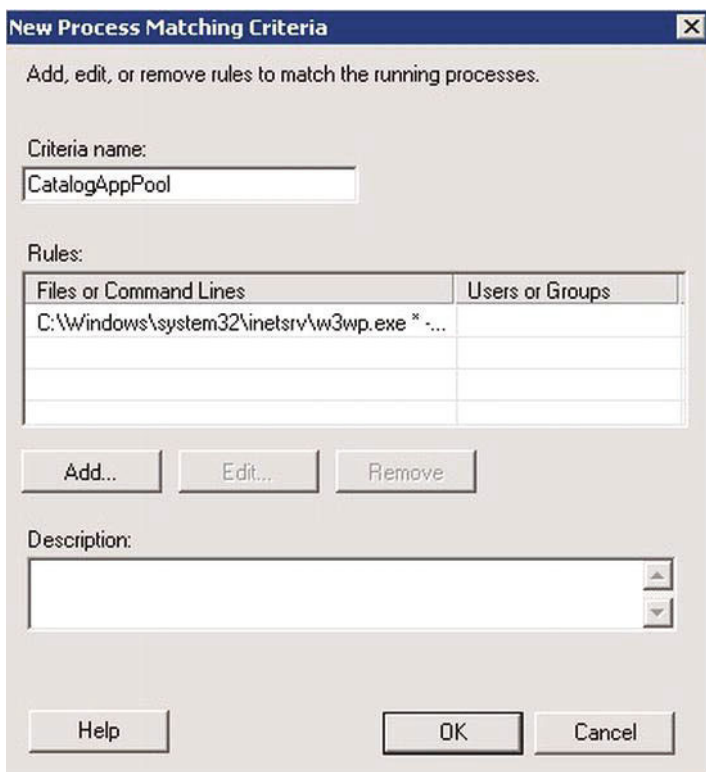 New Process Matching Criteria
Add, edit, or remove rules to match the running processes.
Criteria name:
CatalogAppPool
Rules:
Files or Command Lines Users or Groups
C:\Windows\system32\inetsrv\w3wp.exe * -...
Add... Edit... Remove
Description:
Help OK Cancel